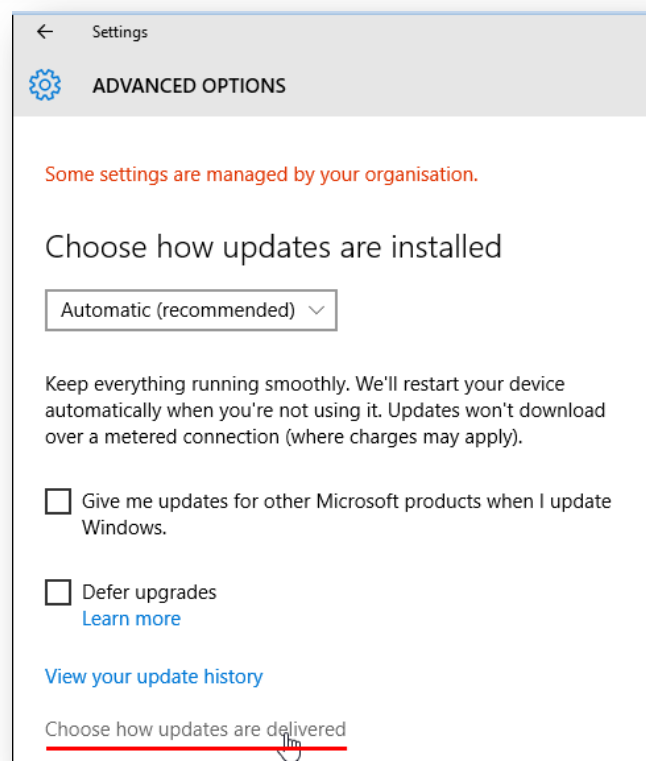 Settings
ADVANCED OPTIONS
Some settings are managed by your organisation.
Choose how updates are installed
Automatic (recommended)
Keep everything running smoothly. We'll restart your device
automatically when you're not using it. Updates won't download
over a metered connection (where charges may apply).
Give me updates for other Microsoft products when I update
Windows.
Defer upgrades
Learn more
View your update history
Choose how updates are delivered